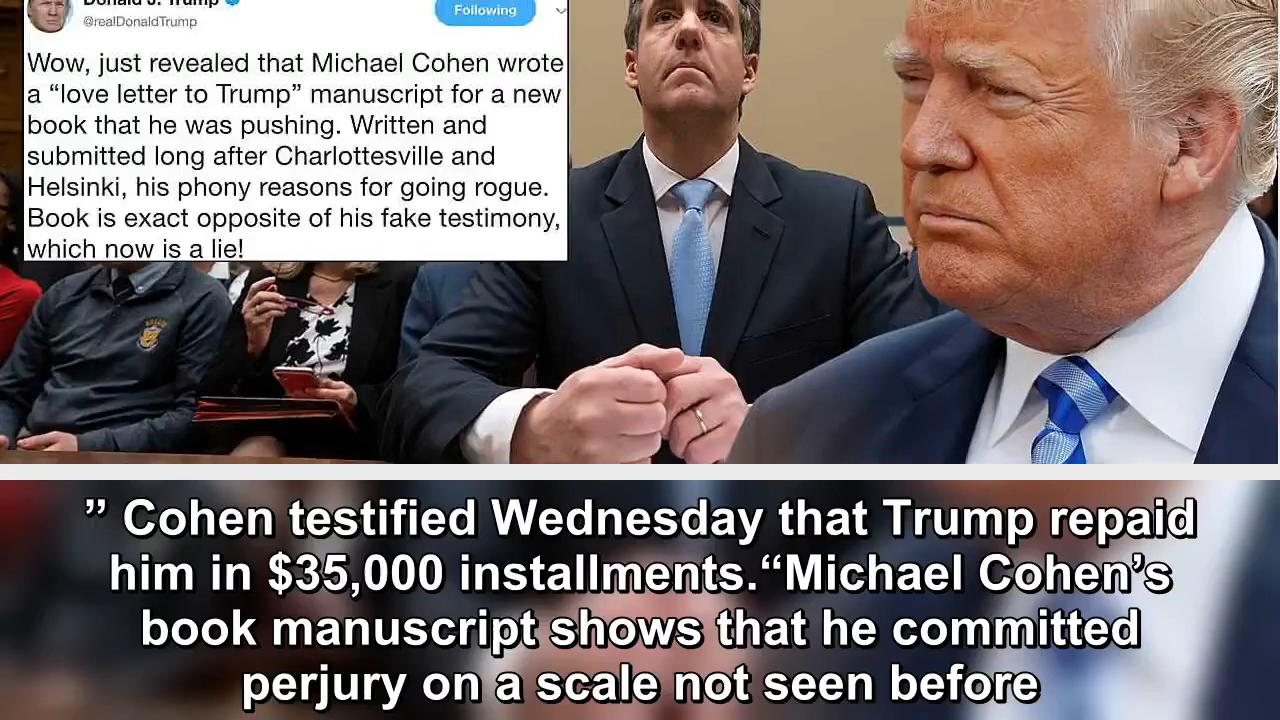 Donald J. Trump
@realDonaldTrump
Following
Wow, just revealed that Michael Cohen wrote
a “love letter to Trump” manuscript for a new
book that he was pushing. Written and
submitted long after Charlottesville and
Helsinki, his phony reasons for going rogue.
Book is exact opposite of his fake testimony,
which now is a lie!
” Cohen testified Wednesday that Trump repaid
him in $35,000 installments.“Michael Cohen’s
book manuscript shows that he committed
perjury on a scale not seen before